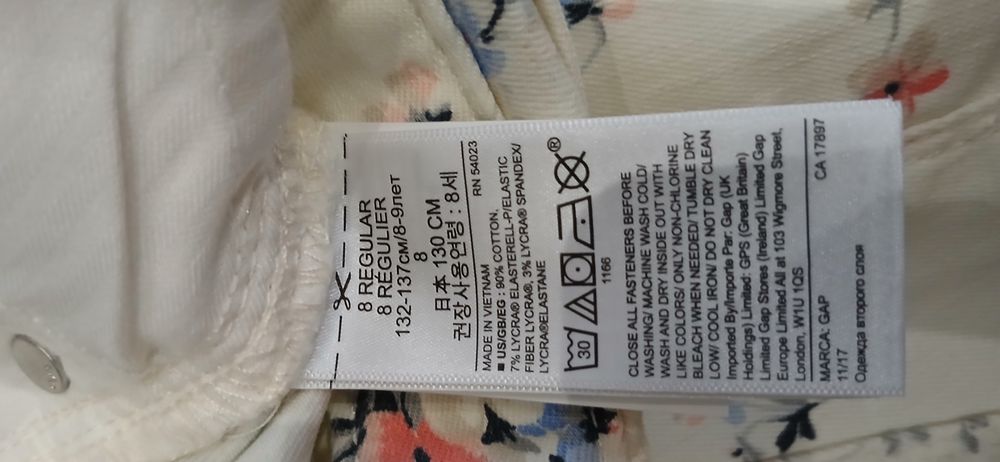 8 REGULAR
8 RÉGULIER
132-137см/8-9лет
8
日本 130 CM
권장사용연령 : 8세
RN 54023
MADE IN VIETNAM
■ US/GB/EG : 90% COTTON,
7% LYCRA® ELASTERELL-P/ELASTIC
FIBER LYCRA®, 3% LYCRA® SPANDEX/
LYCRA®ELASTANE
30
®
1166
CLOSE ALL FASTENERS BEFORE
WASHING/ MACHINE WASH COLD/
WASH AND DRY INSIDE OUT WITH
LIKE COLORS/ ONLY NON-CHLORINE
BLEACH WHEN NEEDED/ TUMBLE DRY
LOW/ COOL IRON/ DO NOT DRY CLEAN
Imported By/Importe Par: Gap (UK
Holdings) Limited: GPS (Great Britain)
Limited Gap Stores (Ireland) Limited Gap
Europe Limited All at 103 Wigmore Street,
London, W1U 1QS
CA 17897
MARCA: GAP
11/17
Одежда второго слоя